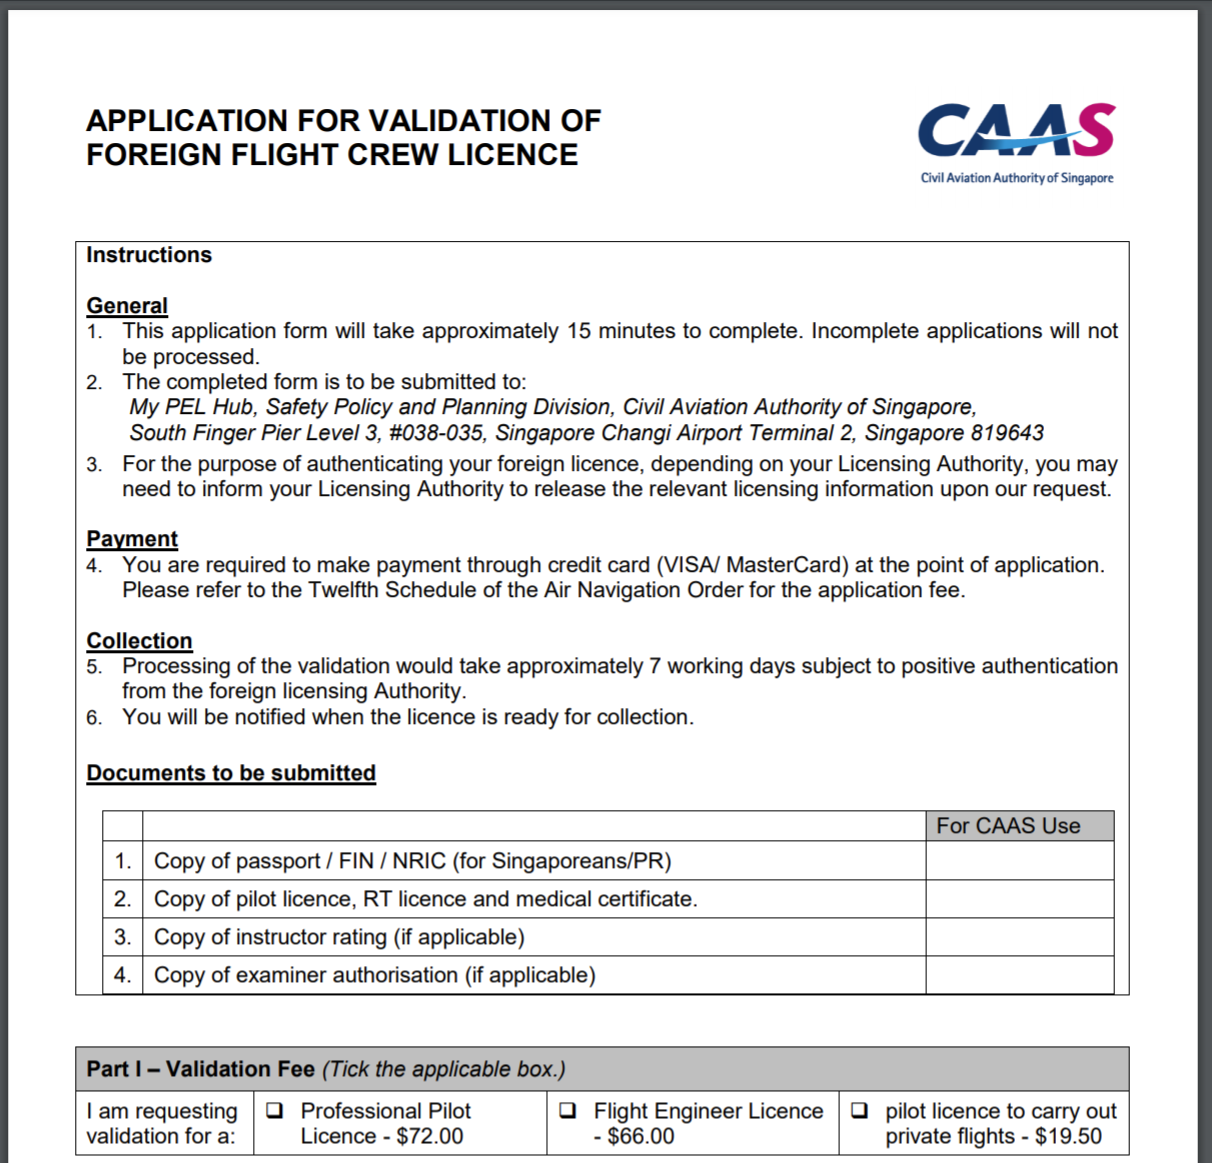 APPLICATION FOR VALIDATION OF
FOREIGN FLIGHT CREW LICENCE
CAAS
Civil Aviation Authority of Singapore
Instructions
General
1. This application form will take approximately 15 minutes to complete. Incomplete applications will not
be processed.
2. The completed form is to be submitted to:
My PEL Hub, Safety Policy and Planning Division, Civil Aviation Authority of Singapore,
South Finger Pier Level 3, #038-035, Singapore Changi Airport Terminal 2, Singapore 819643
3. For the purpose of authenticating your foreign licence, depending on your Licensing Authority, you may
need to inform your Licensing Authority to release the relevant licensing information upon our request.
Payment
4. You are required to make payment through credit card (VISA/ MasterCard) at the point of application.
Please refer to the Twelfth Schedule of the Air Navigation Order for the application fee.
Collection
5. Processing of the validation would take approximately 7 working days subject to positive authentication
from the foreign licensing Authority.
6. You will be notified when the licence is ready for collection.
Documents to be submitted
For CAAS Use
1. Copy of passport / FIN / NRIC (for Singaporeans/PR)
2. Copy of pilot licence, RT licence and medical certificate.
3. Copy of instructor rating (if applicable)
4. Copy of examiner authorisation (if applicable)
Part I – Validation Fee (Tick the applicable box.)
I am requesting
validation for a:
❑ Professional Pilot
Licence - $72.00
❑ Flight Engineer Licence
- $66.00
❑ pilot licence to carry out
private flights - $19.50